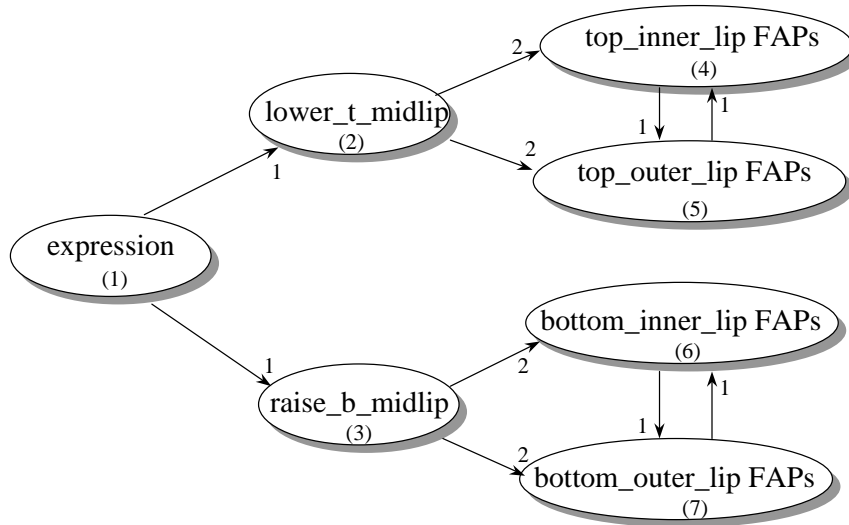 top_inner_lip FAPs
(4)
2
lower_t_midlip
(2)
1
1
2
top_outer_lip FAPs
(5)
1
expression
(1)
bottom_inner_lip FAPs
(6)
1
2
raise_b_midlip
(3)
1
1
2
bottom_outer_lip FAPs
(7)